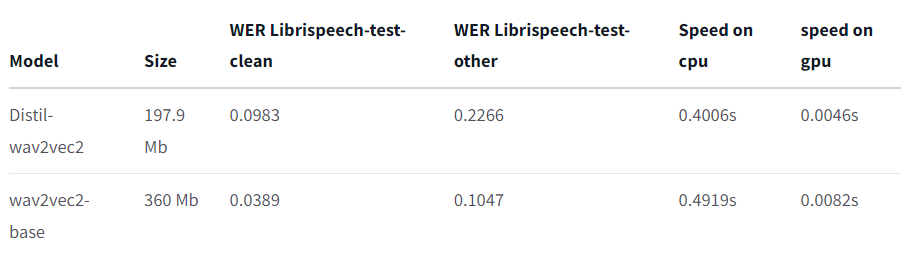 Model Size WER Librispeech-test-clean WER Librispeech-test-other Speed on cpu speed on gpu
Distil-wav2vec2 197.9 Mb 0.0983 0.2266 0.4006s 0.0046s
wav2vec2-base 360 Mb 0.0389 0.1047 0.4919s 0.0082s